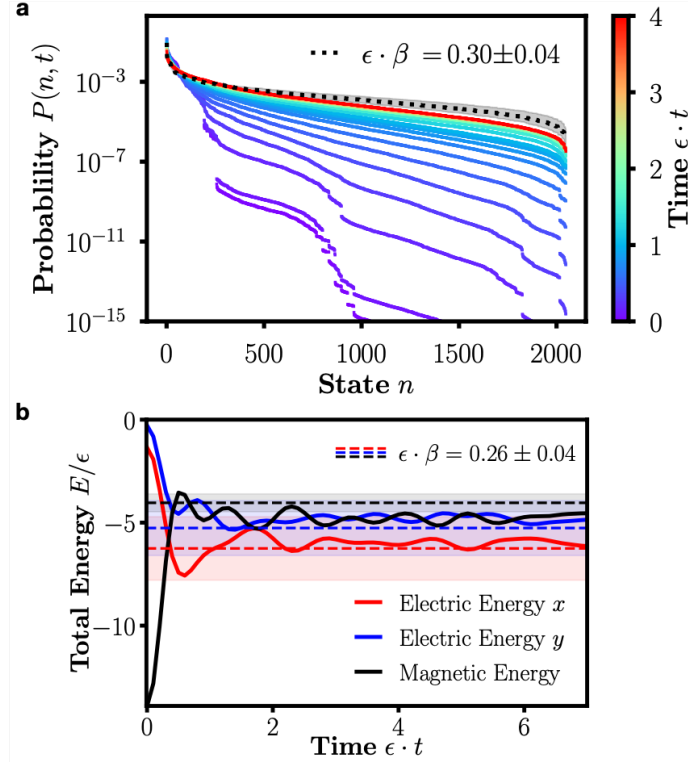 a
Probablility P(n, t)
10⁻³
10⁻⁷
10⁻¹¹
10⁻¹⁵
ϵ · β = 0.30±0.04
0
500
1000
1500
2000
State n
4
3
2
1
0
Time ϵ · t
b
Total Energy E/ϵ
0
−5
−10
ϵ · β = 0.26 ± 0.04
Electric Energy x
Electric Energy y
Magnetic Energy
0
2
4
6
Time ϵ · t